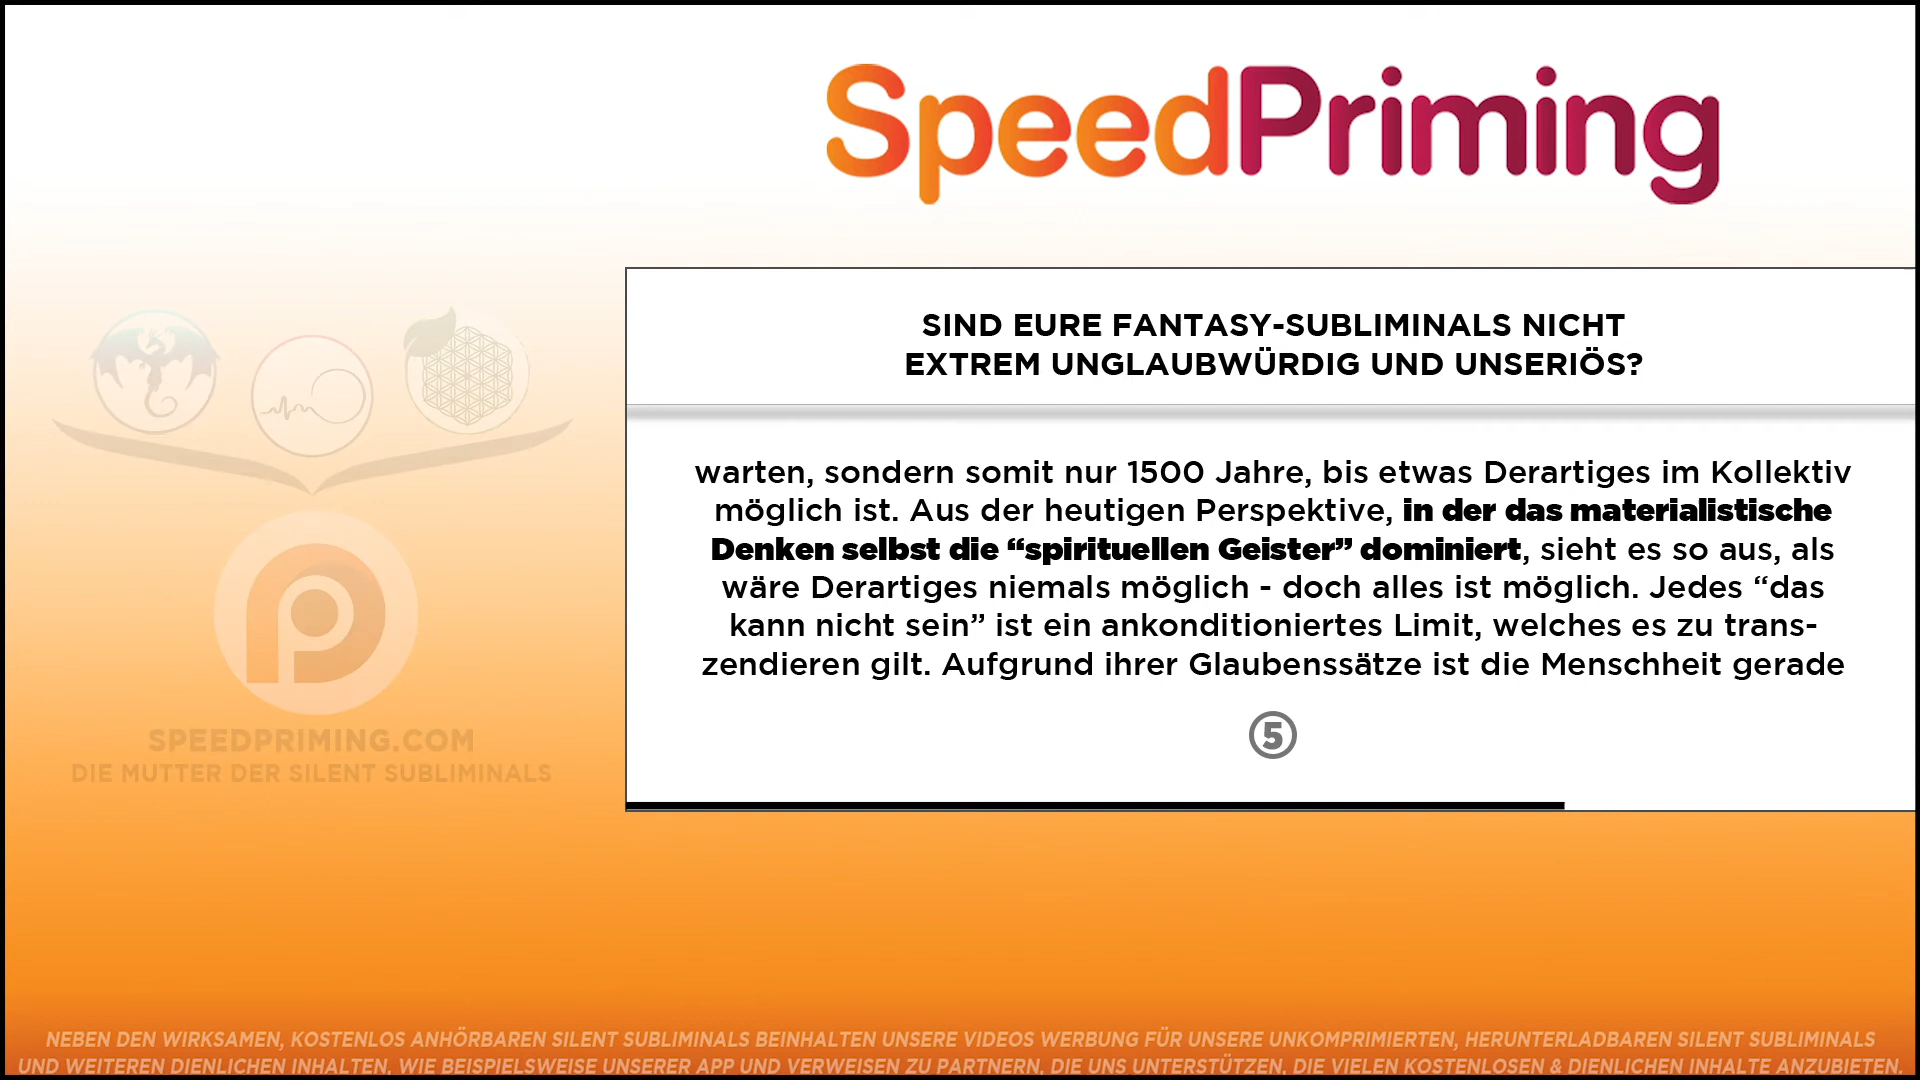 SpeedPriming
SIND EURE FANTASY-SUBLIMINALS NICHT
EXTREM UNGLAUBWÜRDIG UND UNSERIÖS?
warten, sondern somit nur 1500 Jahre, bis etwas Derartiges im Kollektiv
möglich ist. Aus der heutigen Perspektive, in der das materialistische
Denken selbst die “spirituellen Geister” dominiert, sieht es so aus, als
wäre Derartiges niemals möglich - doch alles ist möglich. Jedes “das
kann nicht sein” ist ein ankonditioniertes Limit, welches es zu trans-
zendieren gilt. Aufgrund ihrer Glaubenssätze ist die Menschheit gerade
5
SPEEDPRIMING.COM
DIE MUTTER DER SILENT SUBLIMINALS
NEBEN DEN WIRKSAMEN, KOSTENLOS ANHÖRBAREN SILENT SUBLIMINALS BEINHALTEN UNSERE VIDEOS WERBUNG FÜR UNSERE UNKOMPRIMIERTEN, HERUNTERLADBAREN SILENT SUBLIMINALS
UND WEITEREN DIENLICHEN INHALTEN, WIE BEISPIELSWEISE UNSERER APP UND VERWEISEN ZU PARTNERN, DIE UNS UNTERSTÜTZEN, DIE VIELEN KOSTENLOSEN & DIENLICHEN INHALTE ANZUBIETEN.